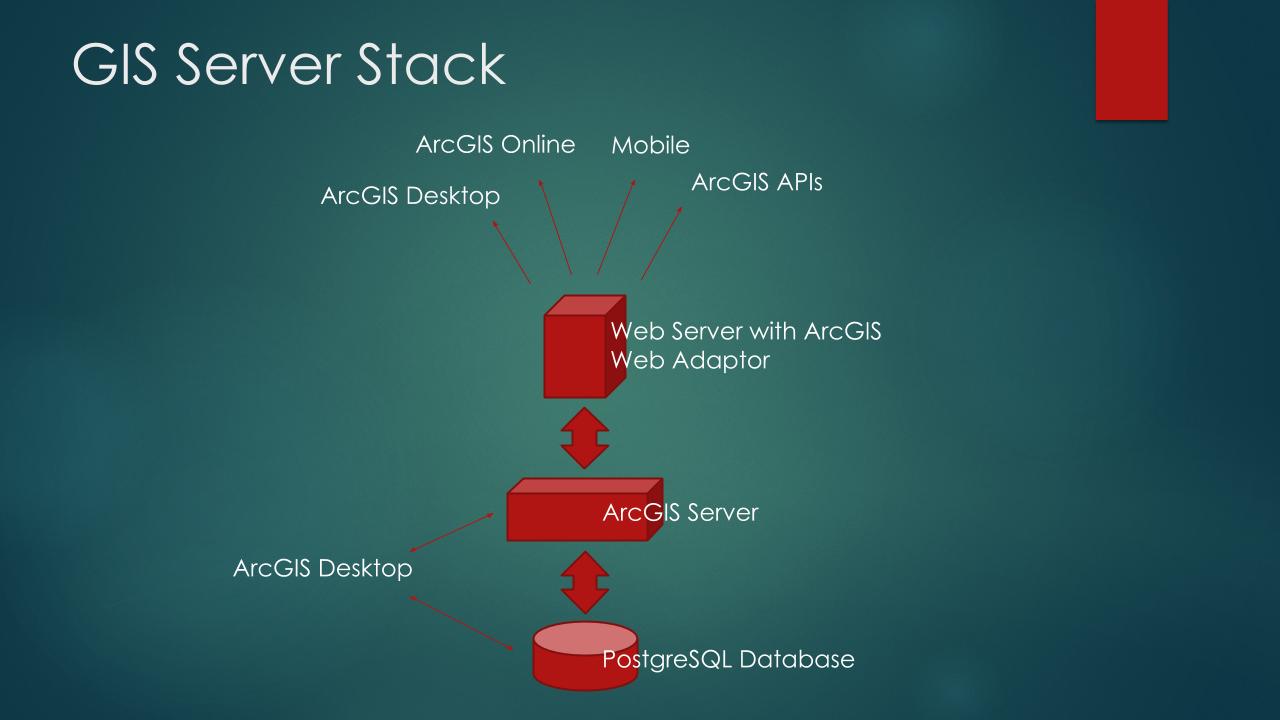 GIS Server Stack
ArcGIS Online
Mobile
ArcGIS Desktop
ArcGIS APIs
Web Server with ArcGIS
Web Adaptor
ArcGIS Server
ArcGIS Desktop
PostgreSQL Database